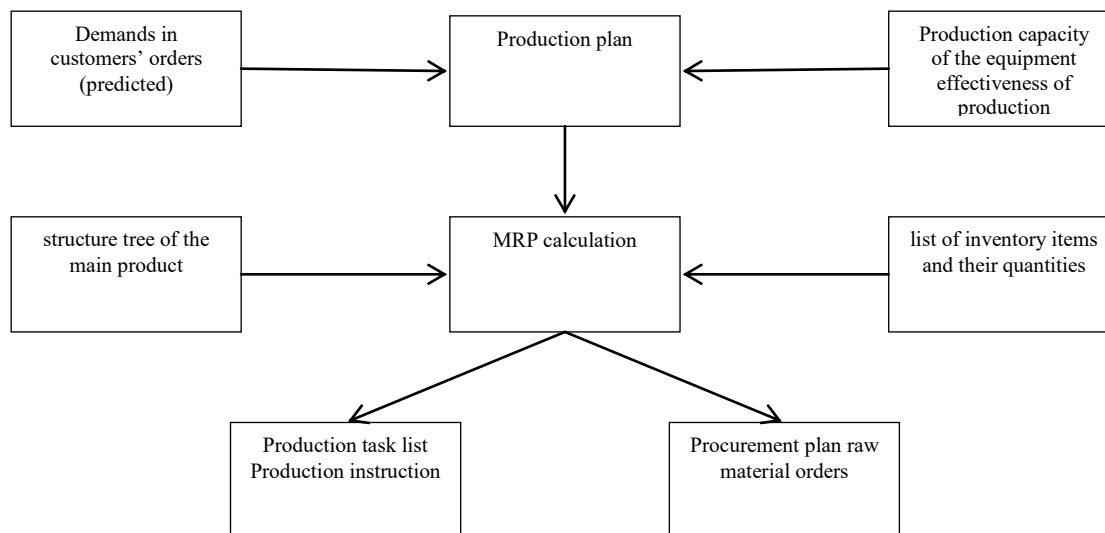 Demands in
customers’ orders
(predicted)
Production plan
Production capacity
of the equipment
effectiveness of
production
structure tree of the
main product
MRP calculation
list of inventory items
and their quantities
Production task list
Production instruction
Procurement plan raw
material orders